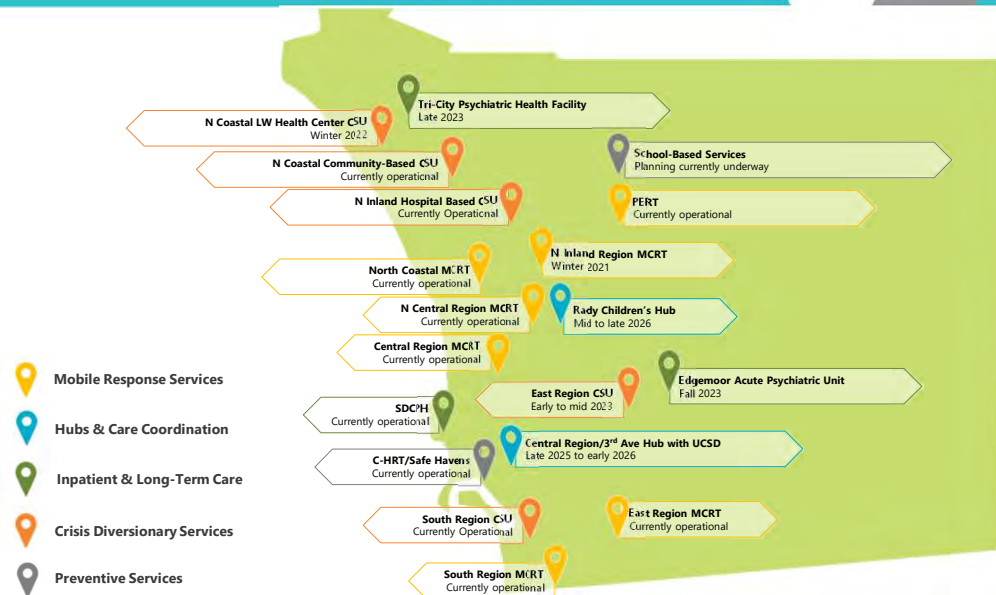 Tri-City Psychiatric Health Facility
Late 2023
N Coastal LW Health Center CSU
Winter 2022
School-Based Services
Planning currently underway
N Coastal Community-Based CSU
Currently operational
N Inland Hospital Based CSU
Currently Operational
PERT
Currently operational
N Inland Region MCRT
Winter 2021
North Coastal MCRT
Currently operational
N Central Region MCRT
Currently operational
Rady Children's Hub
Mid to late 2026
Central Region MCRT
Currently operational
Mobile Response Services
East Region CSU
Early to mid 2023
Edgemoor Acute Psychiatric Unit
Fall 2023
SDCPH
Currently operational
Hubs & Care Coordination
Central Region/3rd Ave Hub with UCSD
Late 2025 to early 2026
C-HRT/Safe Havens
Currently operational
Inpatient & Long-Term Care
South Region CSU
Currently Operational
East Region MCRT
Currently operational
Crisis Diversionary Services
South Region MCRT
Currently operational
Preventive Services